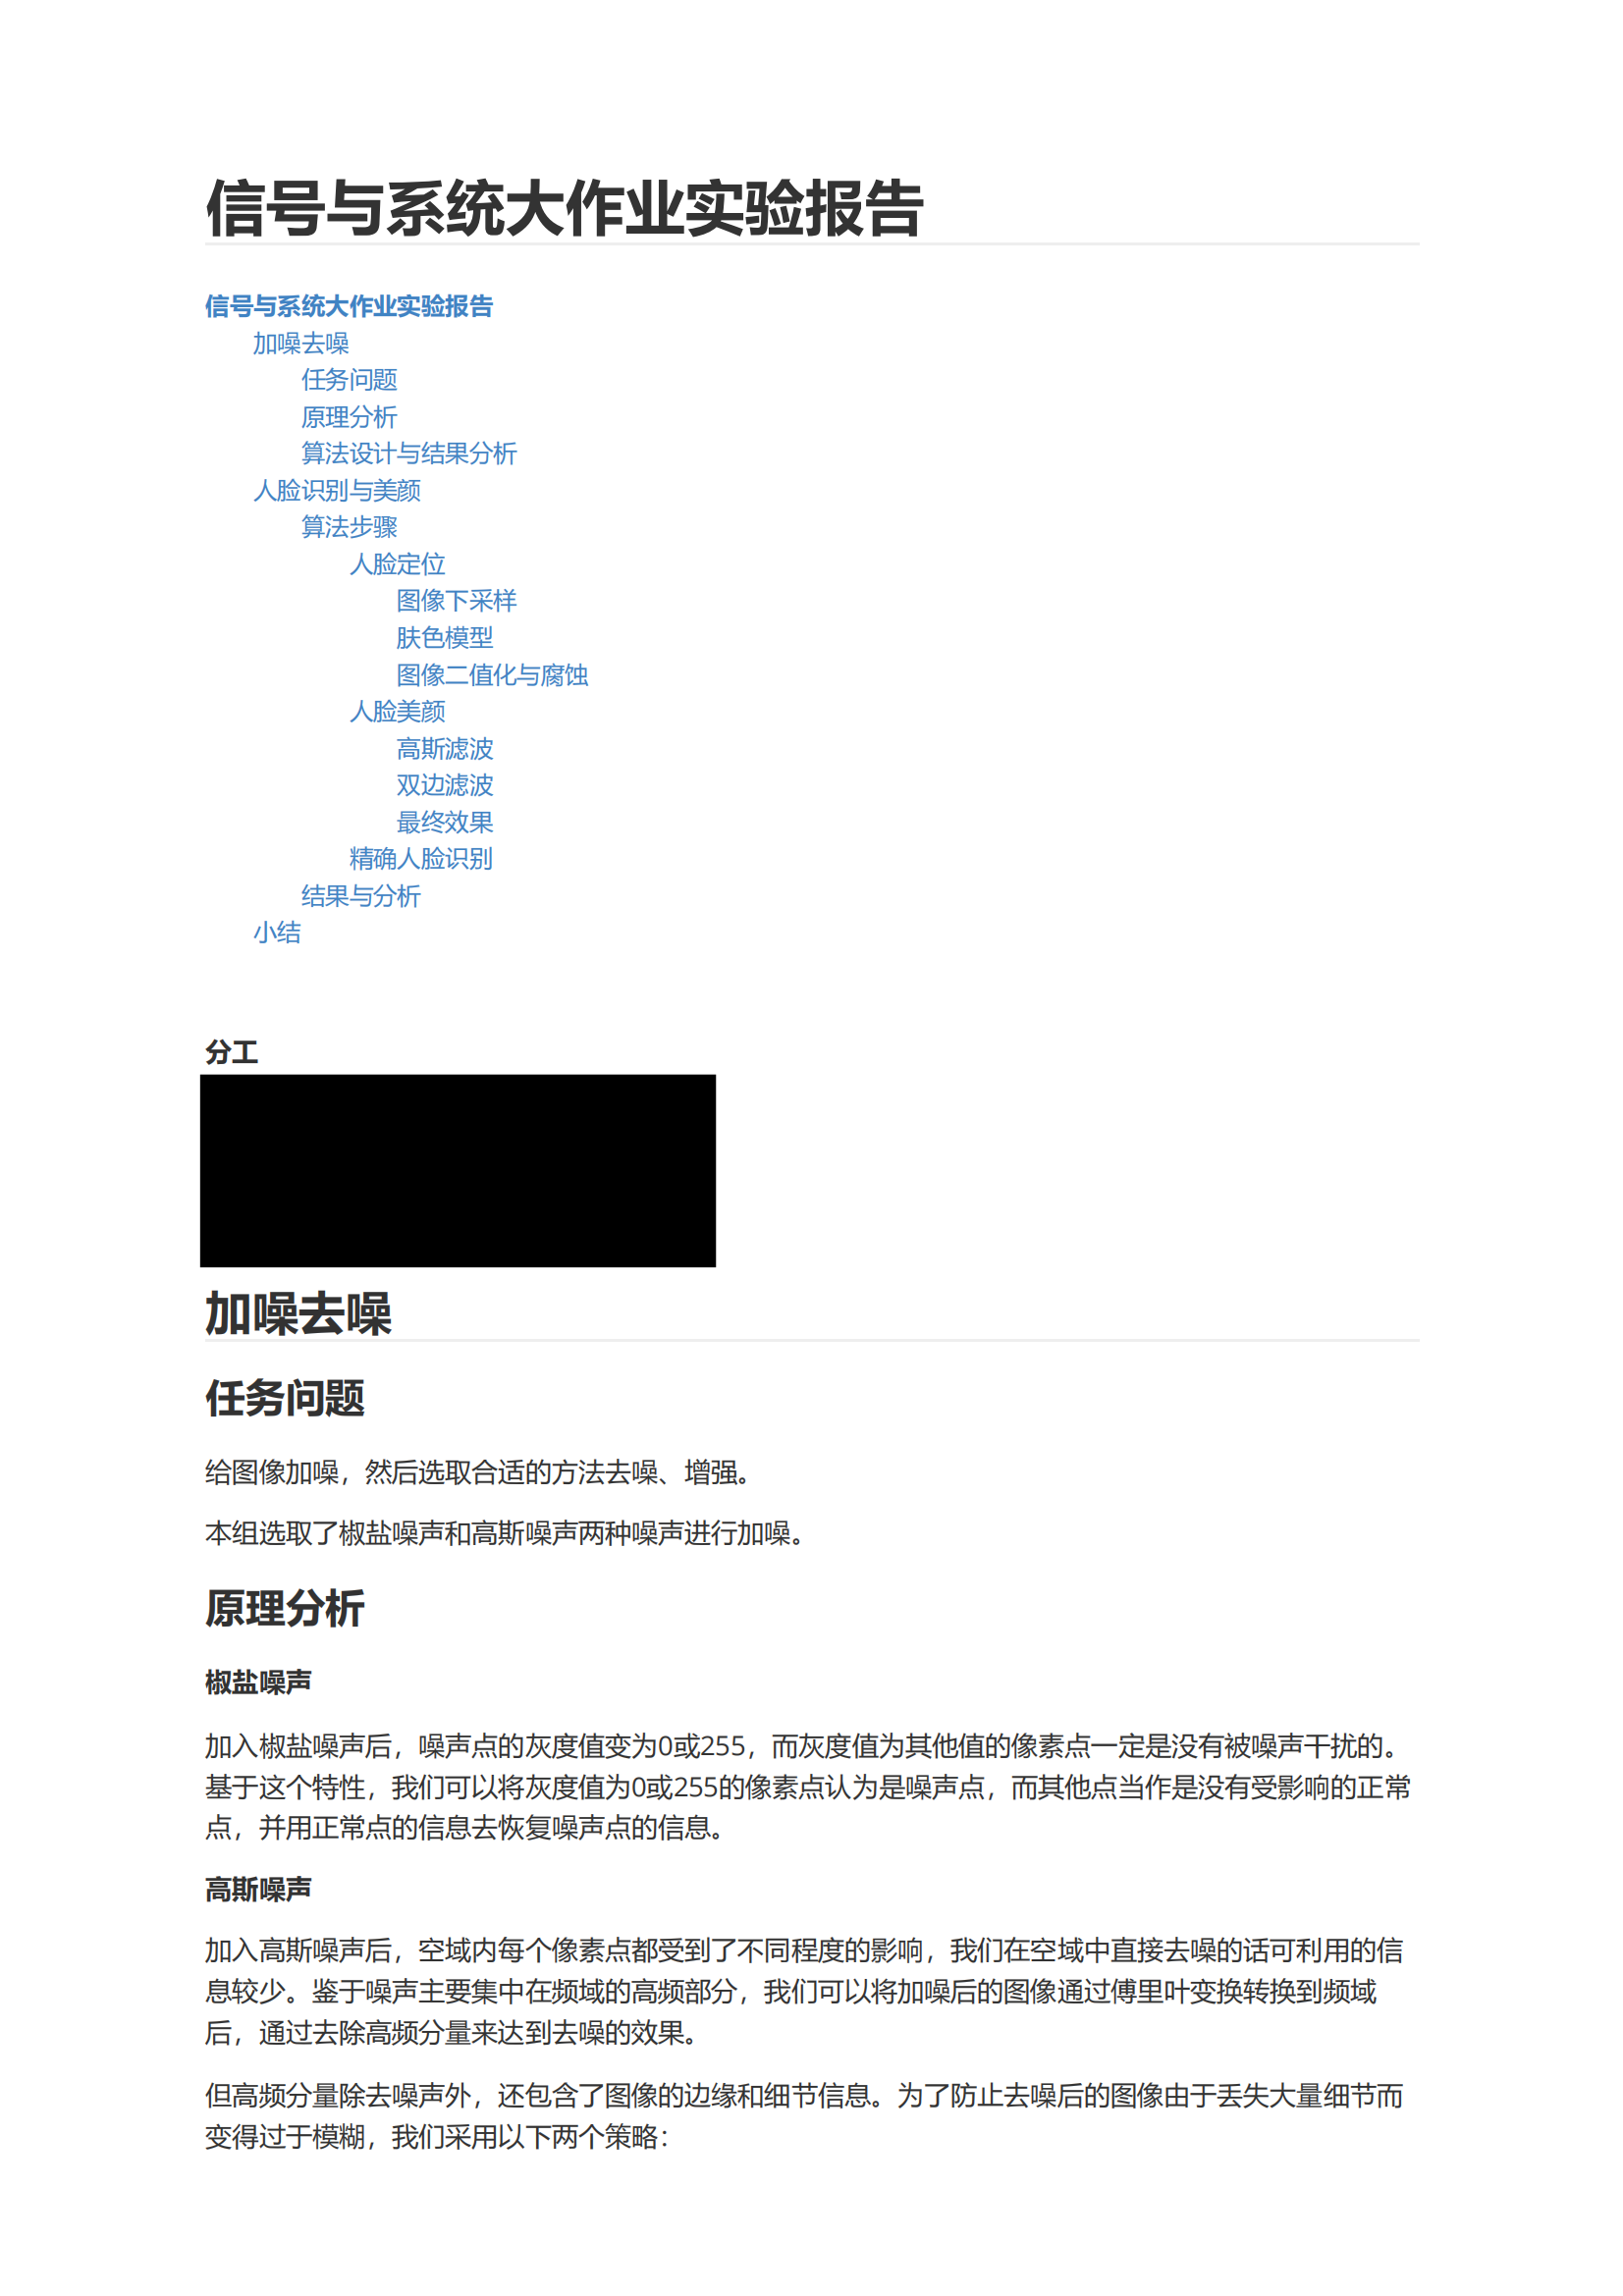 信号与系统大作业实验报告
信号与系统大作业实验报告
加噪去噪
任务问题
原理分析
算法设计与结果分析
人脸识别与美颜
算法步骤
人脸定位
图像下采样
肤色模型
图像二值化与腐蚀
人脸美颜
高斯滤波
双边滤波
最终效果
精确人脸识别
结果与分析
小结
分工
加噪去噪
任务问题
给图像加噪，然后选取合适的方法去噪、增强。
本组选取了椒盐噪声和高斯噪声两种噪声进行加噪。
原理分析
椒盐噪声
加入椒盐噪声后，噪声点的灰度值变为0或255，而灰度值为其他值的像素点一定是没有被噪声干扰的。
基于这个特性，我们可以将灰度值为0或255的像素点认为是噪声点，而其他点当作是没有受影响的正常
点，并用正常点的信息去恢复噪声点的信息。
高斯噪声
加入高斯噪声后，空域内每个像素点都受到了不同程度的影响，我们在空域中直接去噪的话可利用的信
息较少。鉴于噪声主要集中在频域的高频部分，我们可以将加噪后的图像通过傅里叶变换转换到频域
后，通过去除高频分量来达到去噪的效果。
但高频分量除去噪声外，还包含了图像的边缘和细节信息。为了防止去噪后的图像由于丢失大量细节而
变得过于模糊，我们采用以下两个策略：